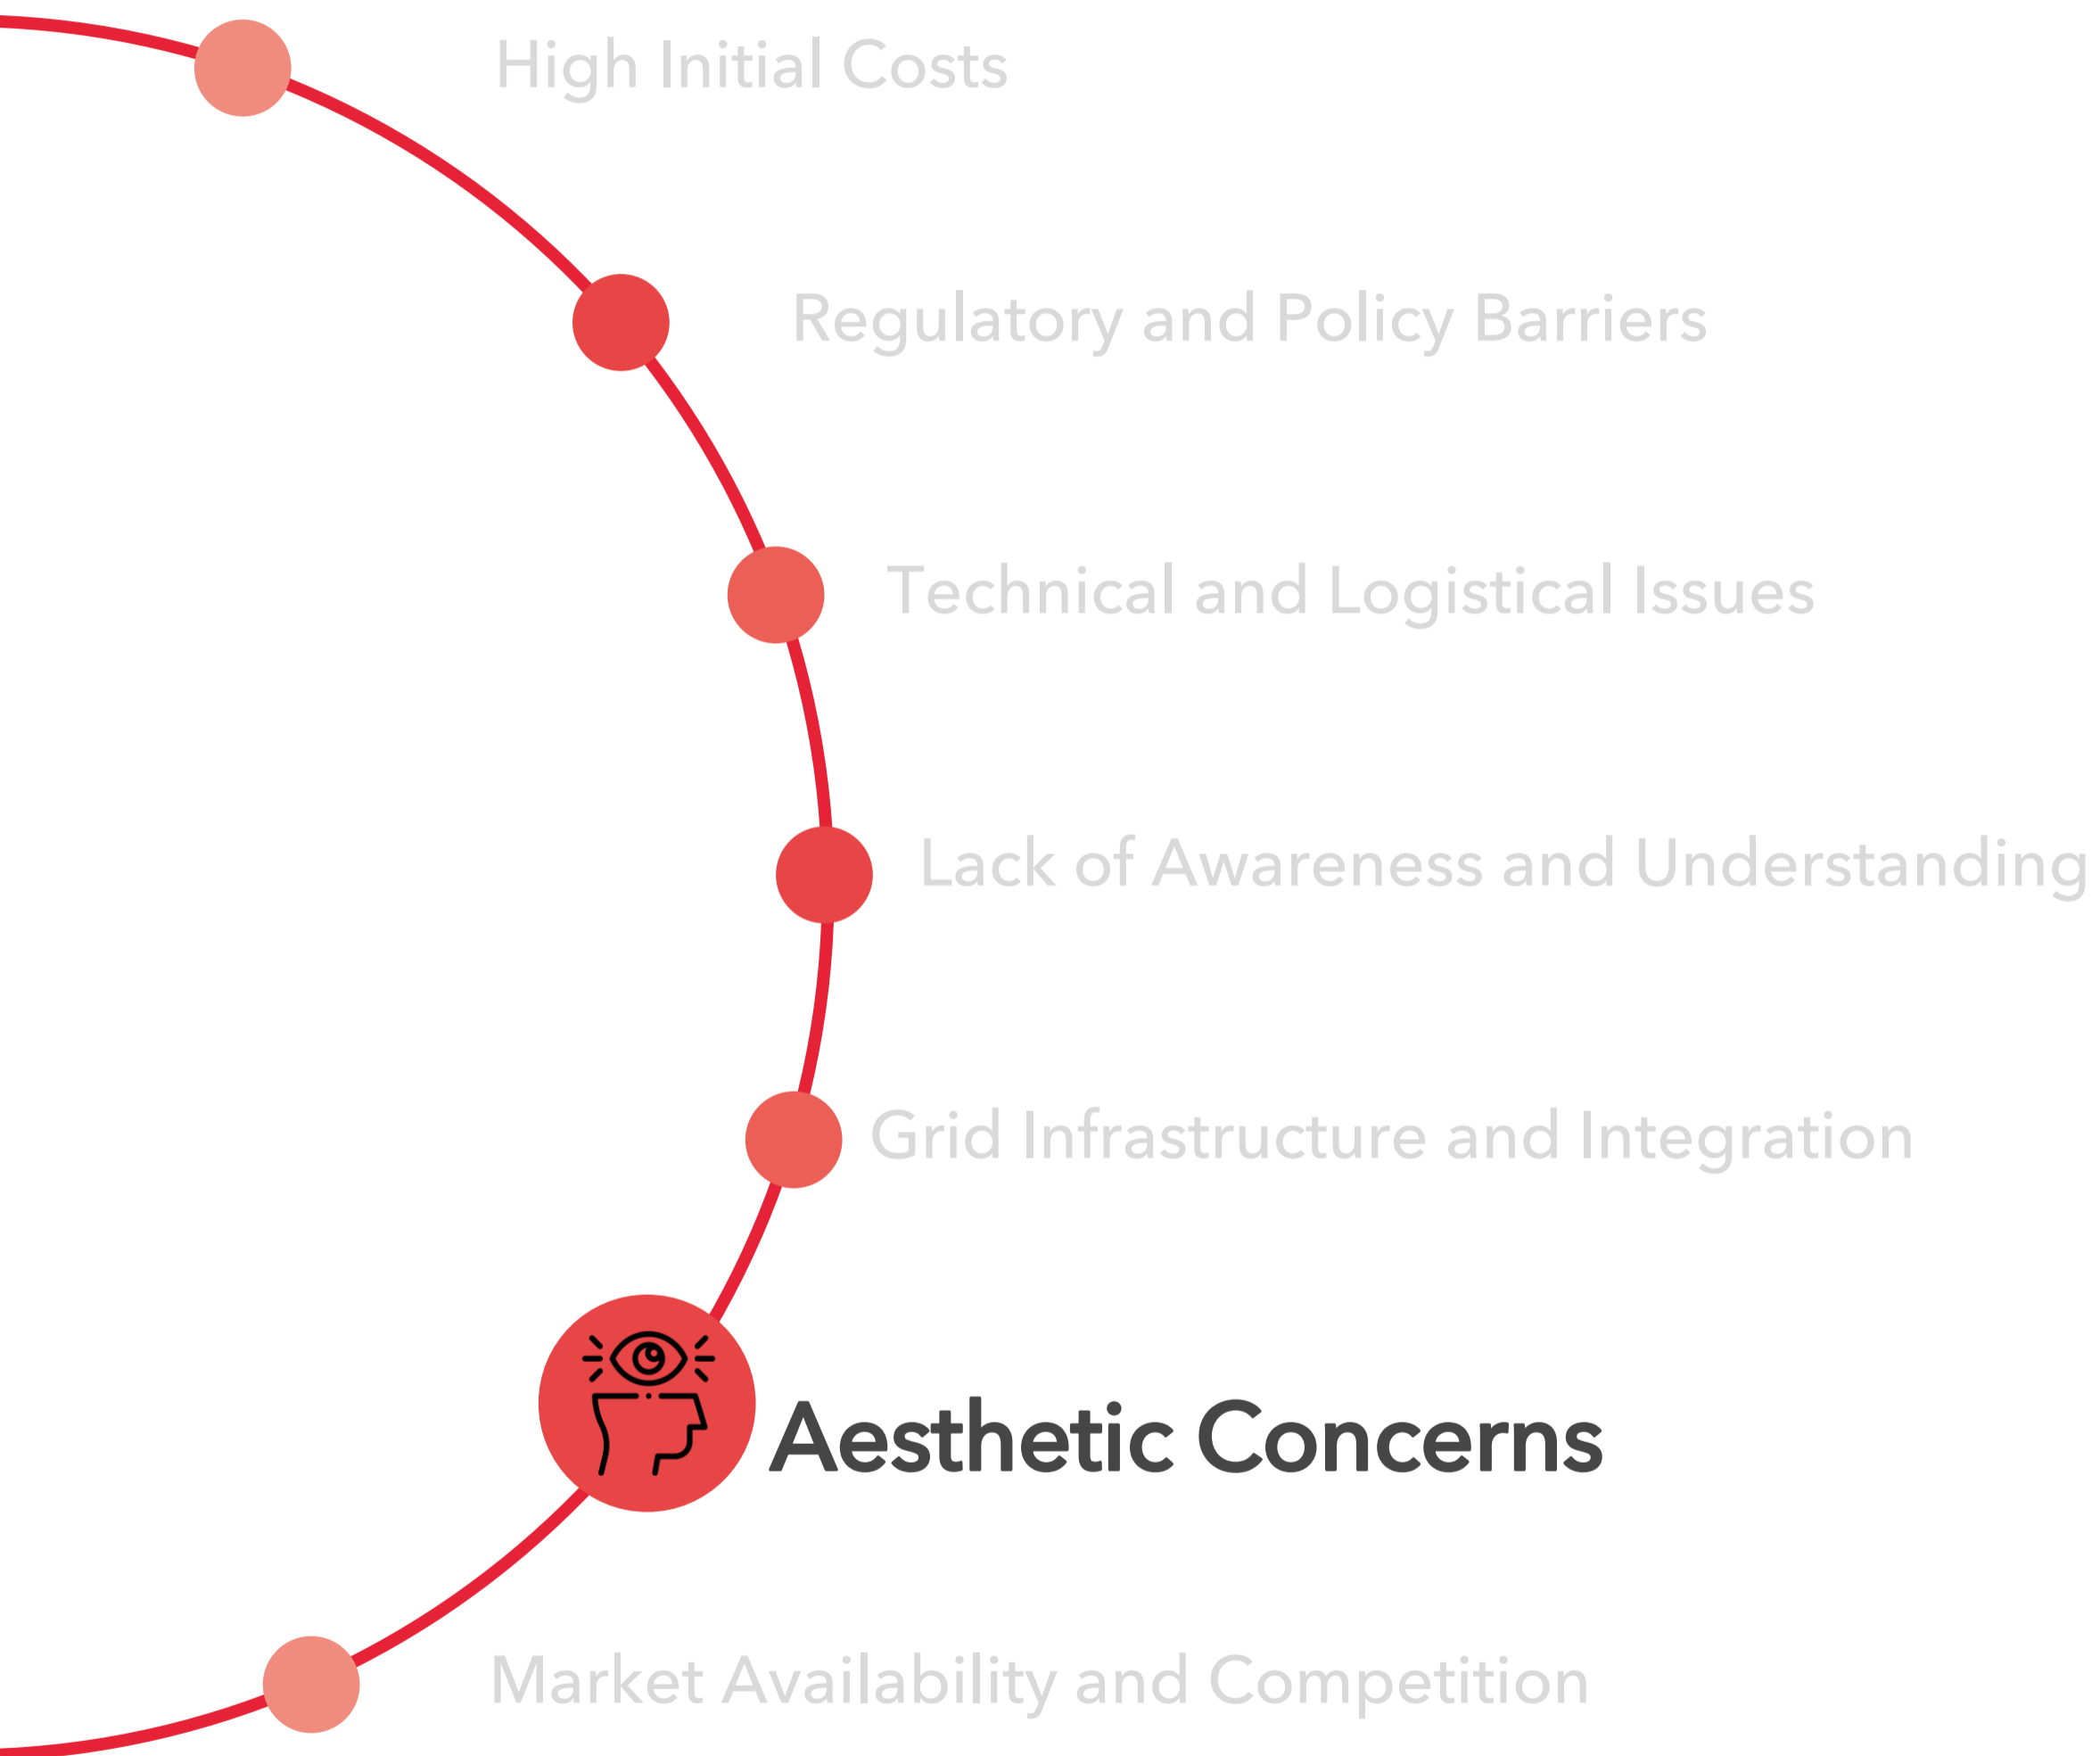 High Initial Costs
Regulatory and Policy Barriers
Technical and Logistical Issues
Lack of Awareness and Understanding
Grid Infrastructure and Integration
Aesthetic Concerns
Market Availability and Competition